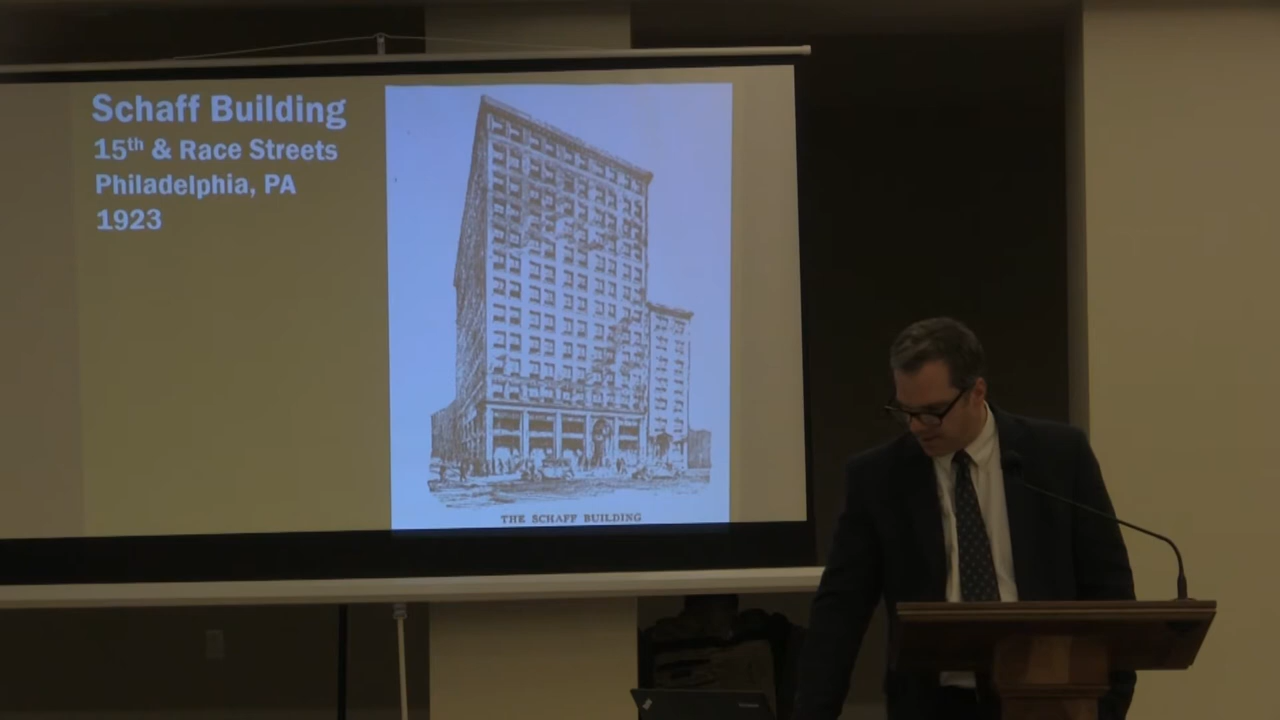 Schaff Building
15th & Race Streets
Philadelphia, PA
1923
THE SCHAFF BUILDING